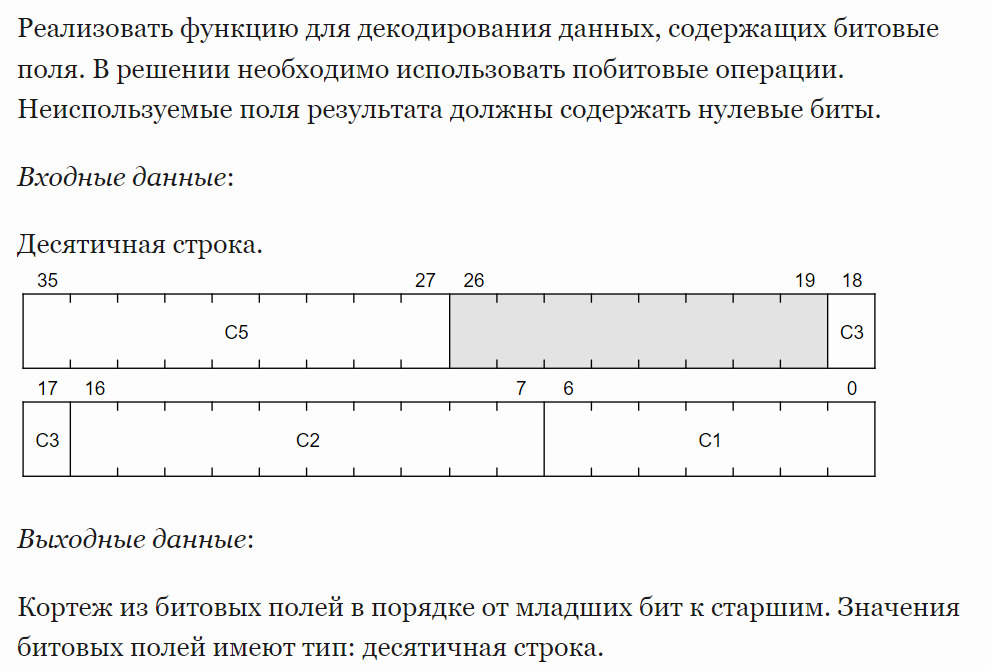 Реализовать функцию для декодирования данных, содержащих битовые
поля. В решении необходимо использовать побитовые операции.
Неиспользуемые поля результата должны содержать нулевые биты.
Входные данные:
Десятичная строка.
35 27 26 19 18
C5 C3
17 16 7 6 0
C3 C2 C1
Выходные данные:
Кортеж из битовых полей в порядке от младших бит к старшим. Значения
битовых полей имеют тип: десятичная строка.